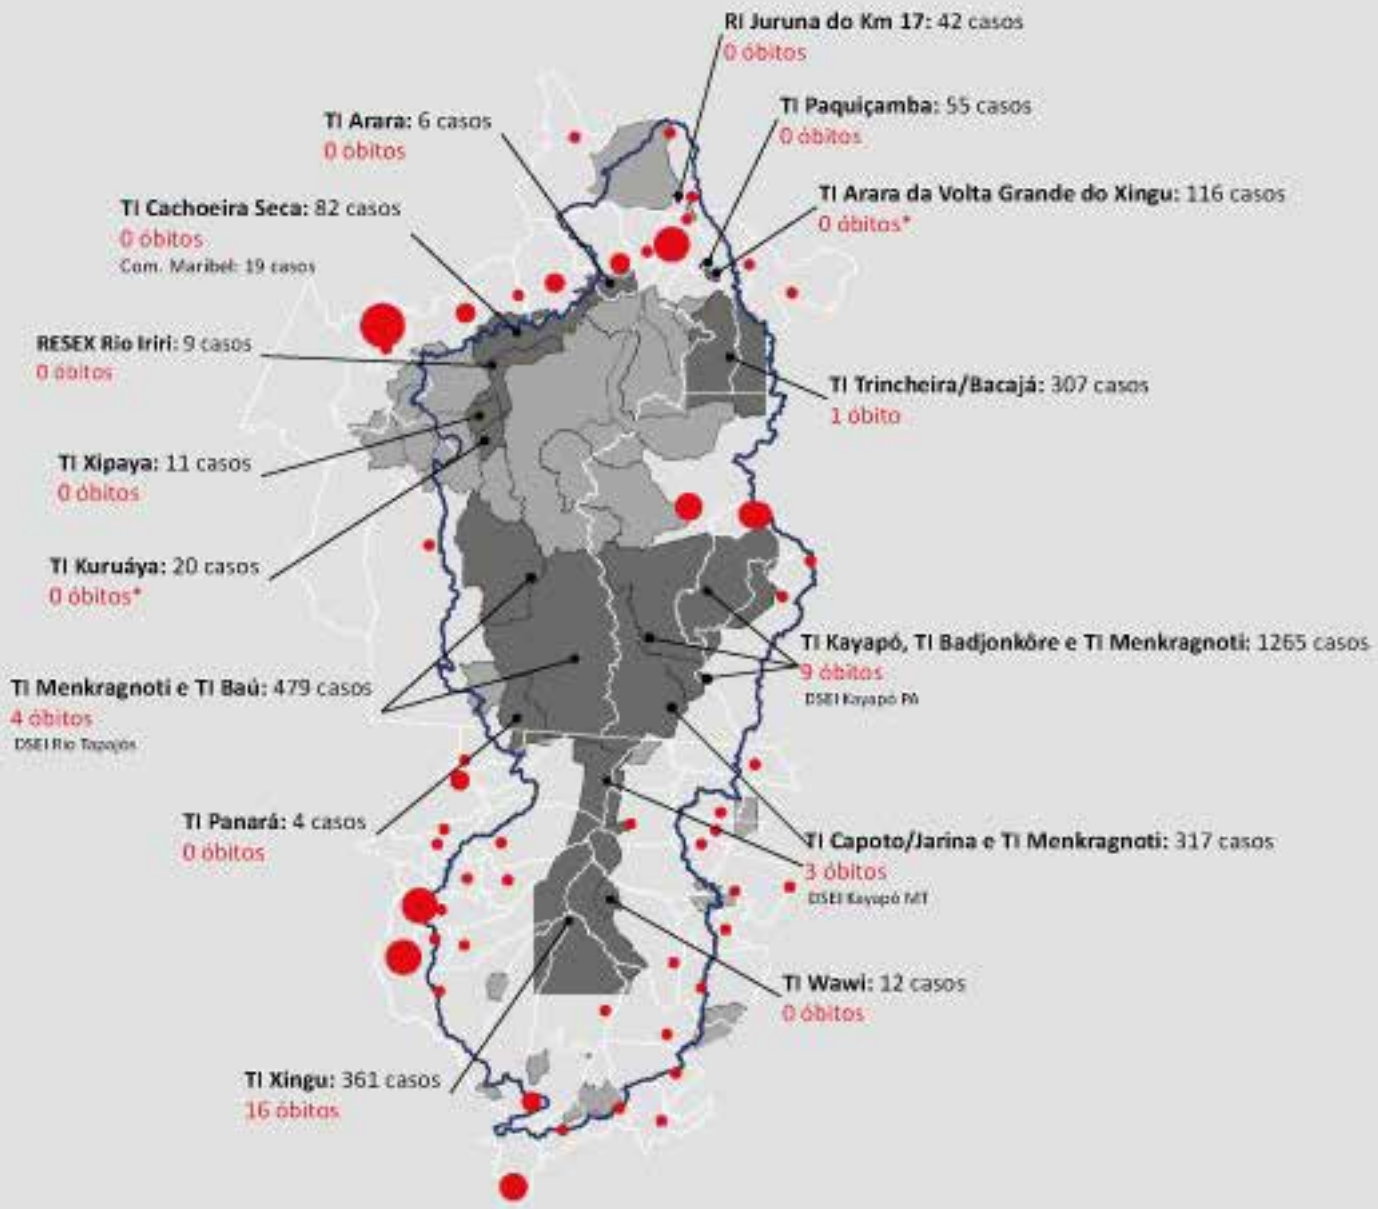 RI Juruna do Km 17: 42 casos
0 óbitos
TI Paquiçamba: 55 casos
0 óbitos
TI Arara: 6 casos
0 óbitos
TI Arara da Volta Grande do Xingu: 116 casos
0 óbitos*
TI Cachoeira Seca: 82 casos
0 óbitos
Com. Maribel: 19 casos
RESEX Rio Iriri: 9 casos
0 óbitos
TI Trincheira/Bacajá: 307 casos
1 óbito
TI Xipaya: 11 casos
0 óbitos
TI Kuruáya: 20 casos
0 óbitos*
TI Kayapó, TI Badjonkôre e TI Menkragnoti: 1265 casos
9 óbitos
DSEI Kayapó PA
TI Menkragnoti e TI Baú: 479 casos
4 óbitos
DSEI Rio Tapajós
TI Panará: 4 casos
0 óbitos
TI Capoto/Jarina e TI Menkragnoti: 317 casos
3 óbitos
DSEI Kayapó MT
TI Wawi: 12 casos
0 óbitos
TI Xingu: 361 casos
16 óbitos